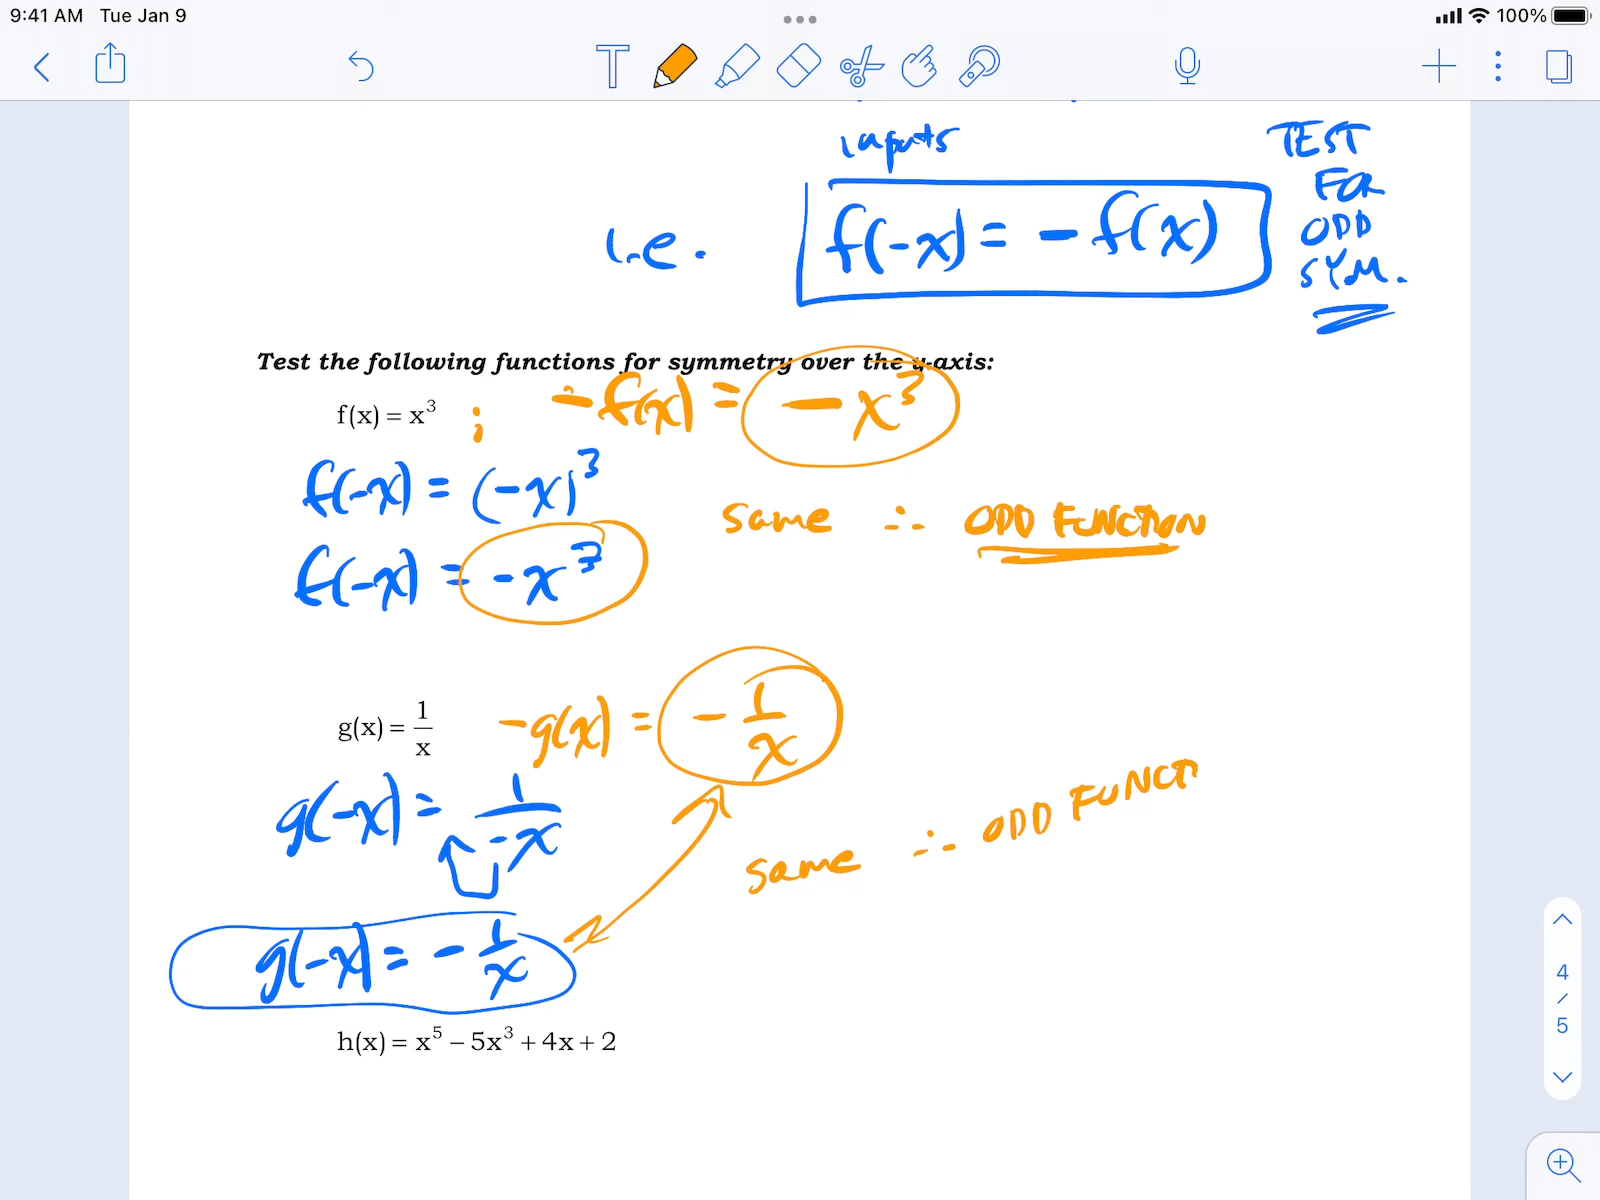 9:41 AM Tue Jan 9
100%
inputs
i.e. f(-x) = -f(x)
TEST
FOR
ODD
SYM.
Test the following functions for symmetry over the y-axis:
f(x) = x³ ; -f(x) = -x³
f(-x) = (-x)³
same ∴ ODD FUNCTION
f(-x) = -x³
g(x) = 1/x -g(x) = -1/x
g(-x) = 1/-x
same ∴ ODD FUNCT
g(-x) = -1/x
h(x) = x⁵ – 5x³ + 4x + 2
4
/
5